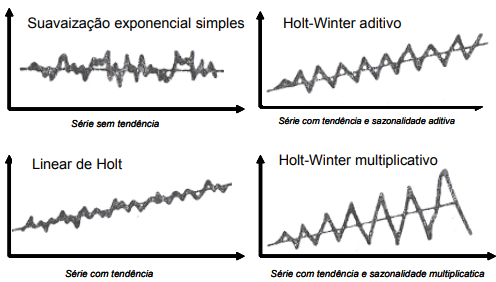 Suavaização exponencial simples
Série sem tendência
Holt-Winter aditivo
Série com tendência e sazonalidade aditiva
Linear de Holt
Série com tendência
Holt-Winter multiplicativo
Série com tendência e sazonalidade multiplicatica